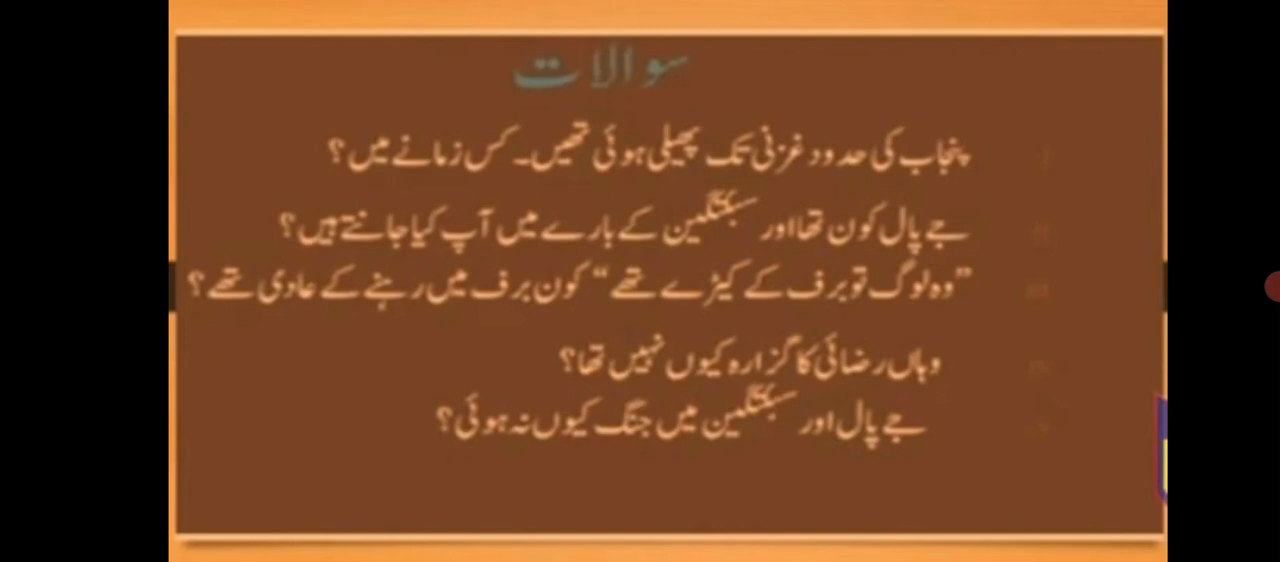 سوالات
پنجاب کی حدود غزنی تک پھیلی ہوئی تھیں۔ کس زمانے میں؟
جے پال کون تھا اور سبکتگین کے بارے میں آپ کیا جانتے ہیں؟
”وہ لوگ تو برف کے کیڑے تھے“ کون برف میں رہنے کے عادی تھے؟
وہاں رضائی کا گزارہ کیوں نہیں تھا؟
جے پال اور سبکتگین میں جنگ کیوں نہ ہوئی؟